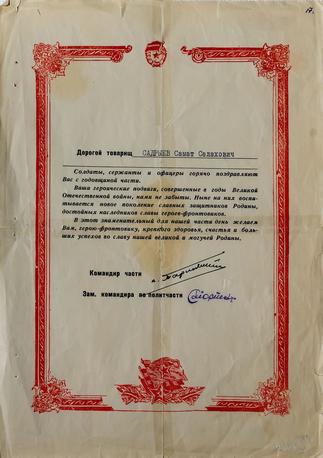 Дорогой товарищ САДРЫЕВ Самат Салахович
Солдаты, сержанты и офицеры горячо поздравляют
Вас с годовщиной части.
Ваши героические подвиги, совершенные в годы Великой
Отечественной войны, нами не забыты. Ныне на них воспи-
тывается новое поколение славных защитников Родины,
достойных наследников славы героев-фронтовиков.
В этот знаменательный для нашей части день желаем
Вам, герою-фронтовику, крепкого здоровья, счастья и боль-
ших успехов во славу нашей великой и могучей Родины.
Командир части
Зам. командира по политчасти